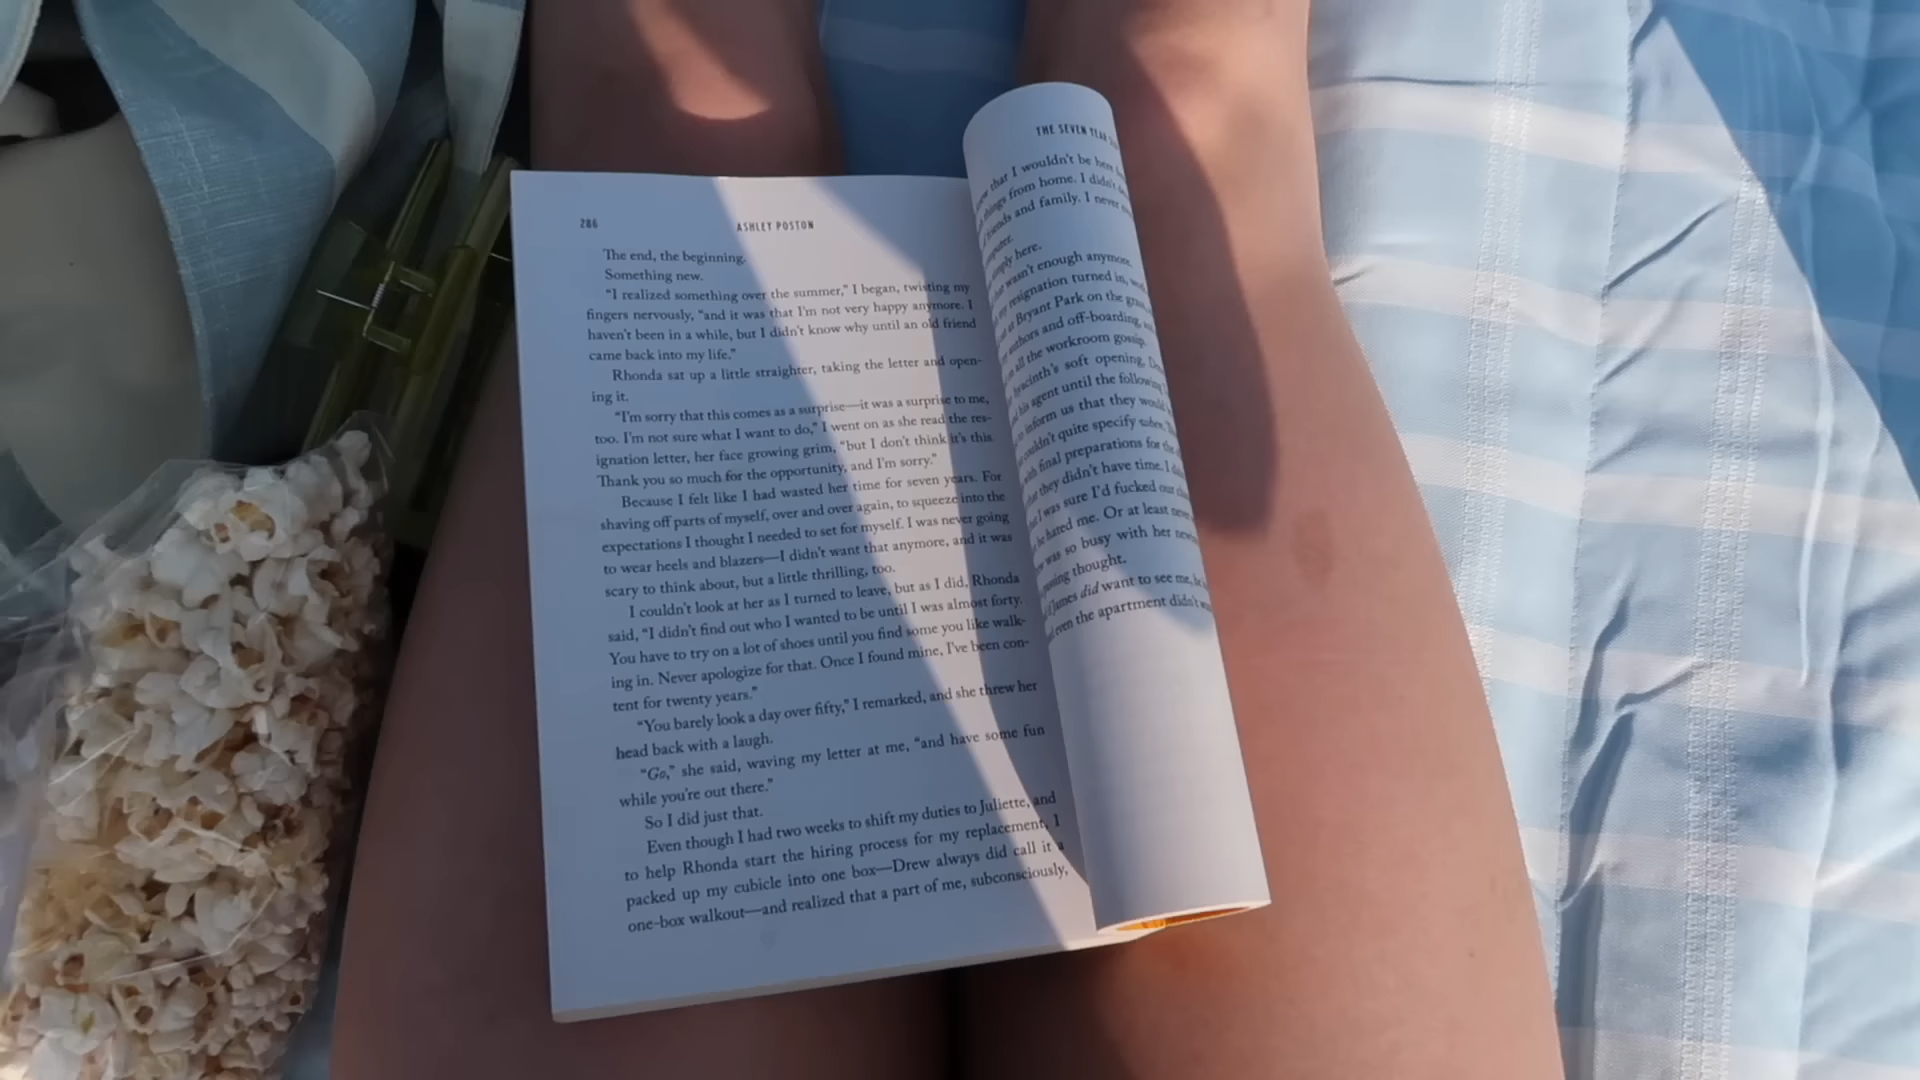 286
ASHLEY POSTON
The end, the beginning.
Something new.
“I realized something over the summer,” I began, twisting my
fingers nervously, “and it was that I'm not very happy anymore. I
haven't been in a while, but I didn't know why until an old friend
came back into my life.”
Rhonda sat up a little straighter, taking the letter and open-
ing it.
“I'm sorry that this comes as a surprise—it was a surprise to me,
too. I'm not sure what I want to do,” I went on as she read the res-
ignation letter, her face growing grim, “but I don't think it's this.
Thank you so much for the opportunity, and I'm sorry.”
Because I felt like I had wasted her time for seven years. For
shaving off parts of myself, over and over again, to squeeze into the
expectations I thought I needed to set for myself. I was never going
to wear heels and blazers—I didn't want that anymore, and it was
scary to think about, but a little thrilling, too.
I couldn't look at her as I turned to leave, but as I did, Rhonda
said, “I didn't find out who I wanted to be until I was almost forty.
You have to try on a lot of shoes until you find some you like walk-
ing in. Never apologize for that. Once I found mine, I've been con-
tent for twenty years.”
“You barely look a day over fifty,” I remarked, and she threw her
head back with a laugh.
“Go,” she said, waving my letter at me, “and have some fun
while you're out there.”
So I did just that.
Even though I had two weeks to shift my duties to Juliette, and
to help Rhonda start the hiring process for my replacement, I
packed up my cubicle into one box—Drew always did call it a
one-box walkout—and realized that a part of me, subconsciously,
THE SEVEN YEAR
that I wouldn't be here
things from home. I didn't
friends and family. I never
here.
wasn't enough anymore.
resignation turned in,
at Bryant Park on the
authors and off-boarding,
all the workroom gossip.
hyacinth's soft opening,
his agent until the following
to inform us that they would
couldn't quite specify when.
with final preparations for the
they didn't have time. I
I was sure I'd fucked our
hated me. Or at least
was so busy with her
passing thought.
James did want to see me,
even the apartment didn't